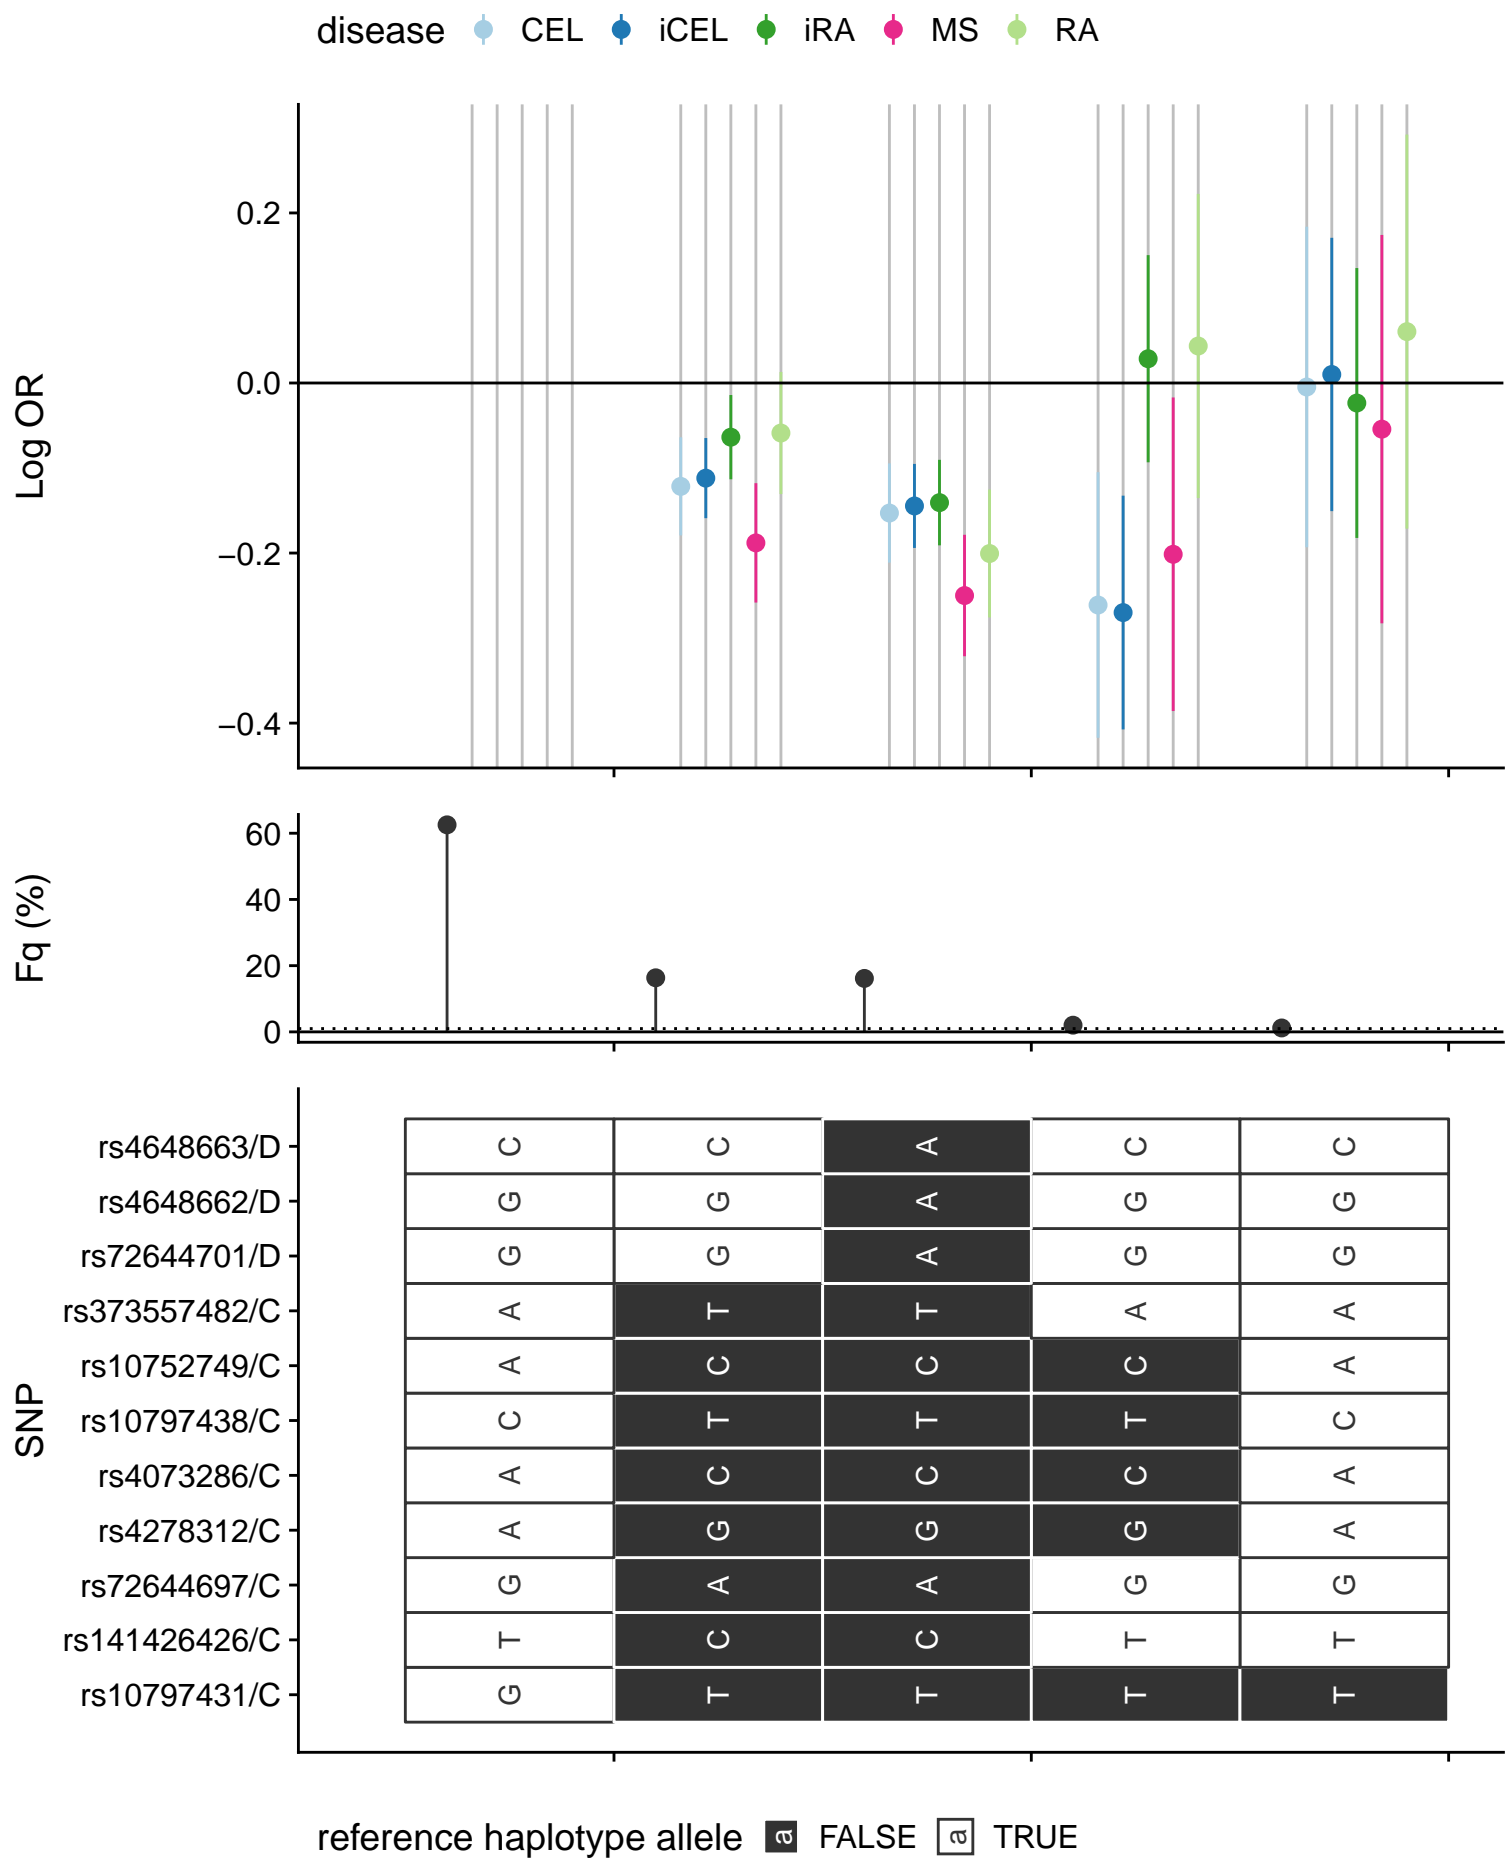 disease CEL iCEL iRA MS RA
Log OR
0.2
0.0
−0.2
−0.4
Fq (%)
60
40
20
0
SNP
rs4648663/D C C A C C
rs4648662/D G G A G G
rs72644701/D G G A G G
rs373557482/C A T T A A
rs10752749/C A C C C A
rs10797438/C C T T T C
rs4073286/C A C C C A
rs4278312/C A G G G A
rs72644697/C G A A G G
rs141426426/C T C C T T
rs10797431/C G T T T T
reference haplotype allele a FALSE a TRUE